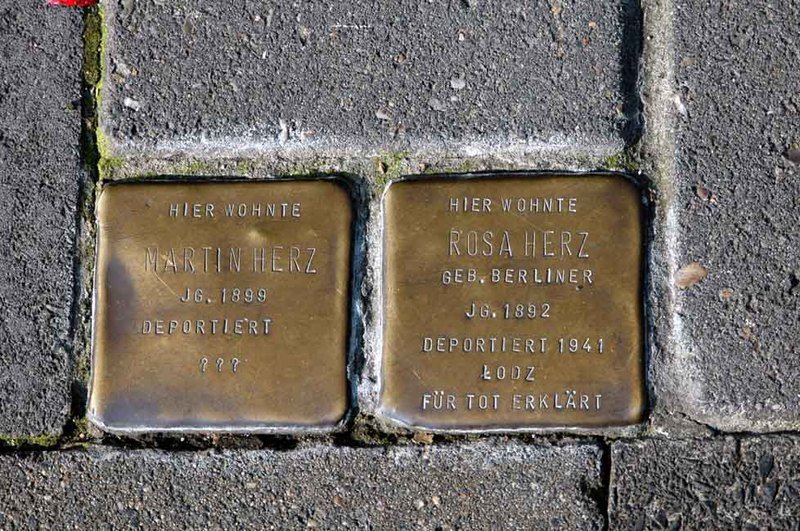 HIER WOHNTE
MARTIN HERZ
JG. 1899
DEPORTIERT
???
HIER WOHNTE
ROSA HERZ
GEB. BERLINER
JG. 1892
DEPORTIERT 1941
ŁODZ
FÜR TOT ERKLÄRT